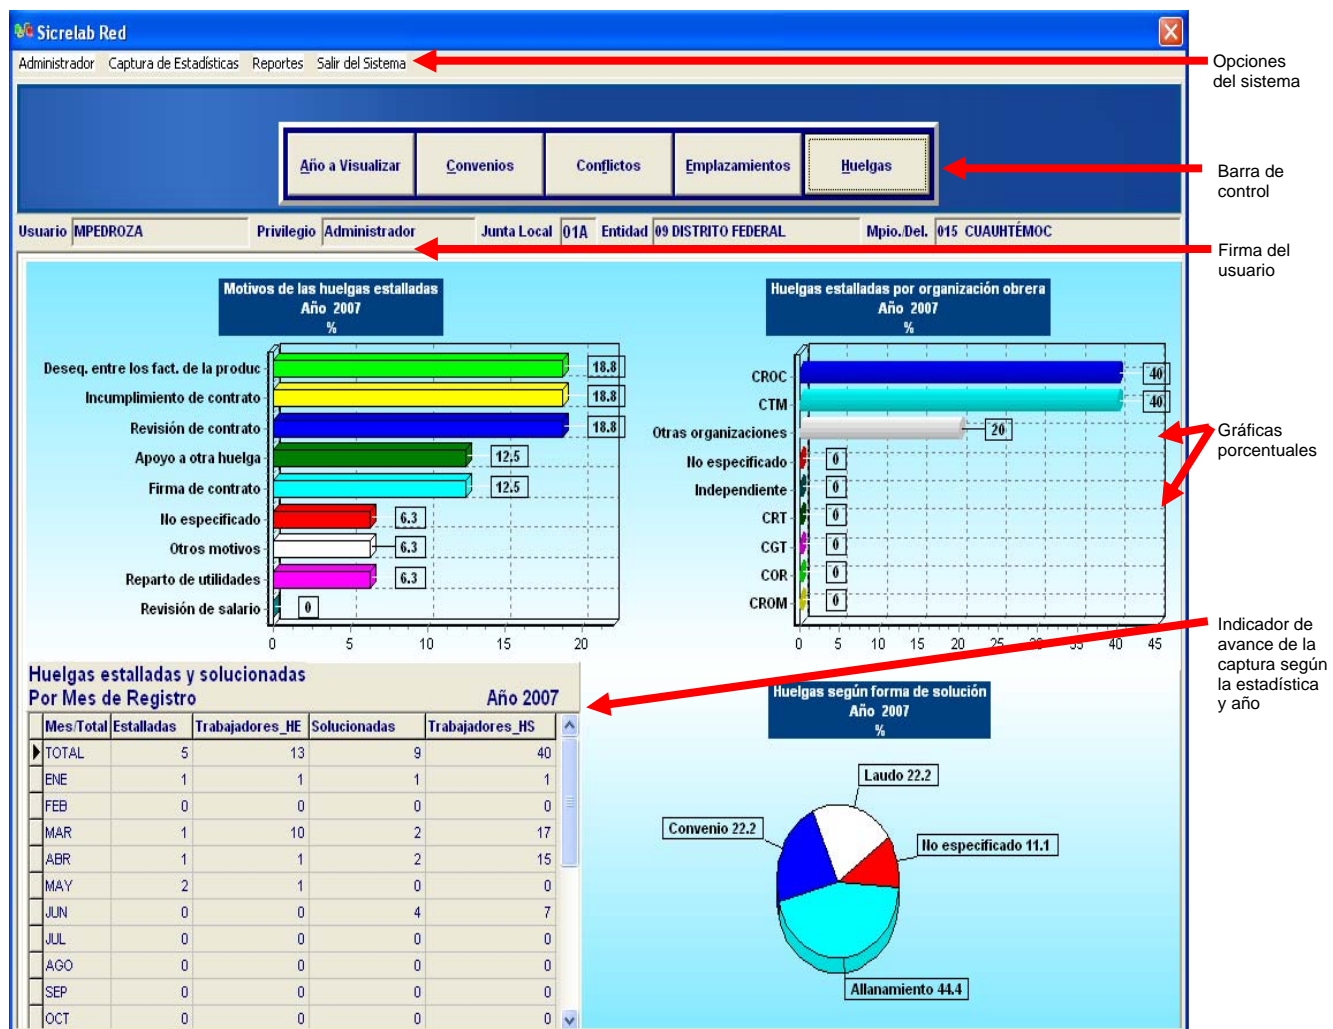 Sicrelab Red
Administrador Captura de Estadísticas Reportes Salir del Sistema
Opciones
del sistema
Año a Visualizar Convenios Conflictos Emplazamientos Huelgas
Barra de
control
Usuario MPEDROZA Privilegio Administrador Junta Local 01A Entidad 09 DISTRITO FEDERAL Mpio./Del. 015 CUAUHTÉMOC
Firma del
usuario
Motivos de las huelgas estalladas
Año 2007
%
Deseq. entre los fact. de la produc 18.8
Incumplimiento de contrato 18.8
Revisión de contrato 18.8
Apoyo a otra huelga 12.5
Firma de contrato 12.5
No especificado 6.3
Otros motivos 6.3
Reparto de utilidades 6.3
Revisión de salario 0
0 5 10 15 20
Huelgas estalladas por organización obrera
Año 2007
%
CROC 40
CTM 40
Otras organizaciones 20
No especificado 0
Independiente 0
CRT 0
CGT 0
COR 0
CROM 0
0 5 10 15 20 25 30 35 40 45
Gráficas
porcentuales
Indicador de
avance de la
captura según
la estadística
y año
Huelgas estalladas y solucionadas
Por Mes de Registro Año 2007
Mes/Total Estalladas Trabajadores_HE Solucionadas Trabajadores_HS
TOTAL 5 13 9 40
ENE 1 1 1 1
FEB 0 0 0 0
MAR 1 10 2 17
ABR 1 1 2 15
MAY 2 1 0 0
JUN 0 0 4 7
JUL 0 0 0 0
AGO 0 0 0 0
SEP 0 0 0 0
OCT 0 0 0 0
Huelgas según forma de solución
Año 2007
%
Laudo 22.2
Convenio 22.2
No especificado 11.1
Allanamiento 44.4